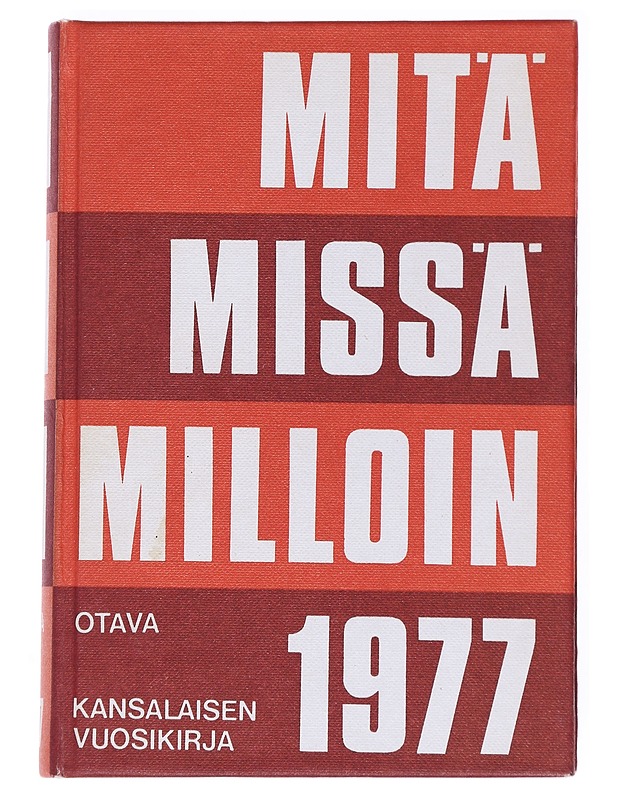 MITÄ
MISSÄ
MILLOIN
1977
OTAVA
KANSALAISEN
VUOSIKIRJA